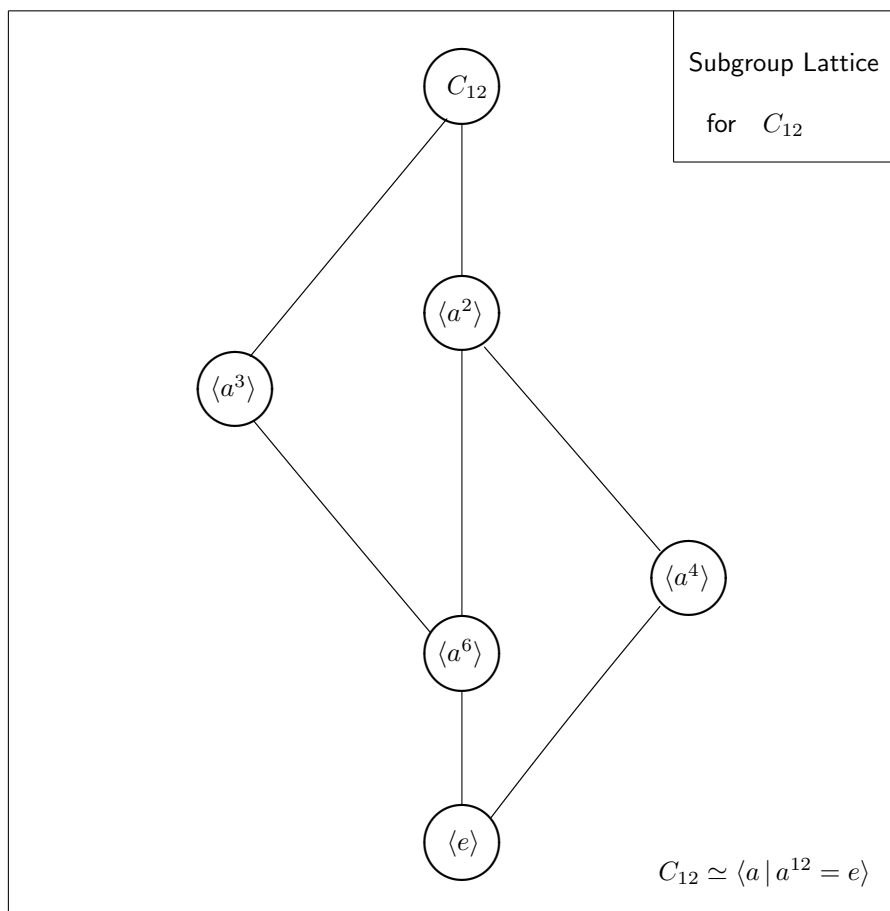 Subgroup Lattice
for C₁₂
C₁₂
⟨a²⟩
⟨a³⟩
⟨a⁴⟩
⟨a⁶⟩
⟨e⟩
C₁₂ ≃ ⟨a | a¹² = e⟩